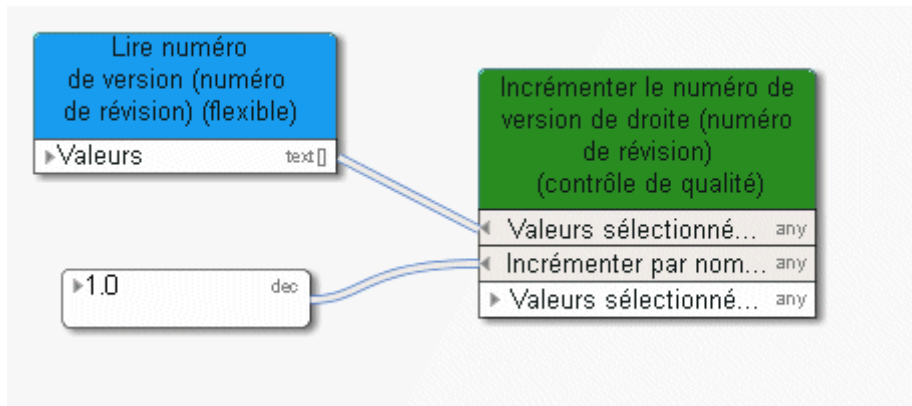 Lire numéro
de version (numéro
de révision) (flexible)
Valeurs text[]
1.0 dec
Incrémenter le numéro de
version de droite (numéro
de révision)
(contrôle de qualité)
Valeurs sélectionné... any
Incrémenter par nom... any
Valeurs sélectionné... any